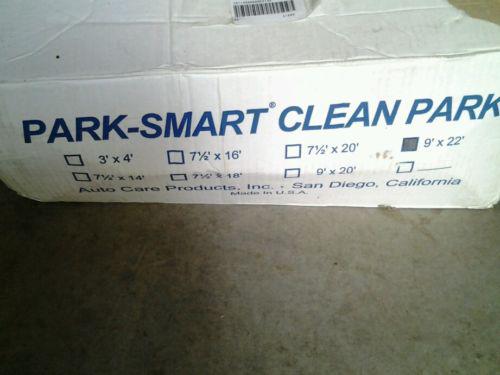 PARK-SMART® CLEAN PARK
3' x 4' 7½' x 16' 7½' x 20' 9' x 22'
7½' x 14' 7½' x 18' 9' x 20'
Auto Care Products, Inc. - San Diego, California
Made In U.S.A.